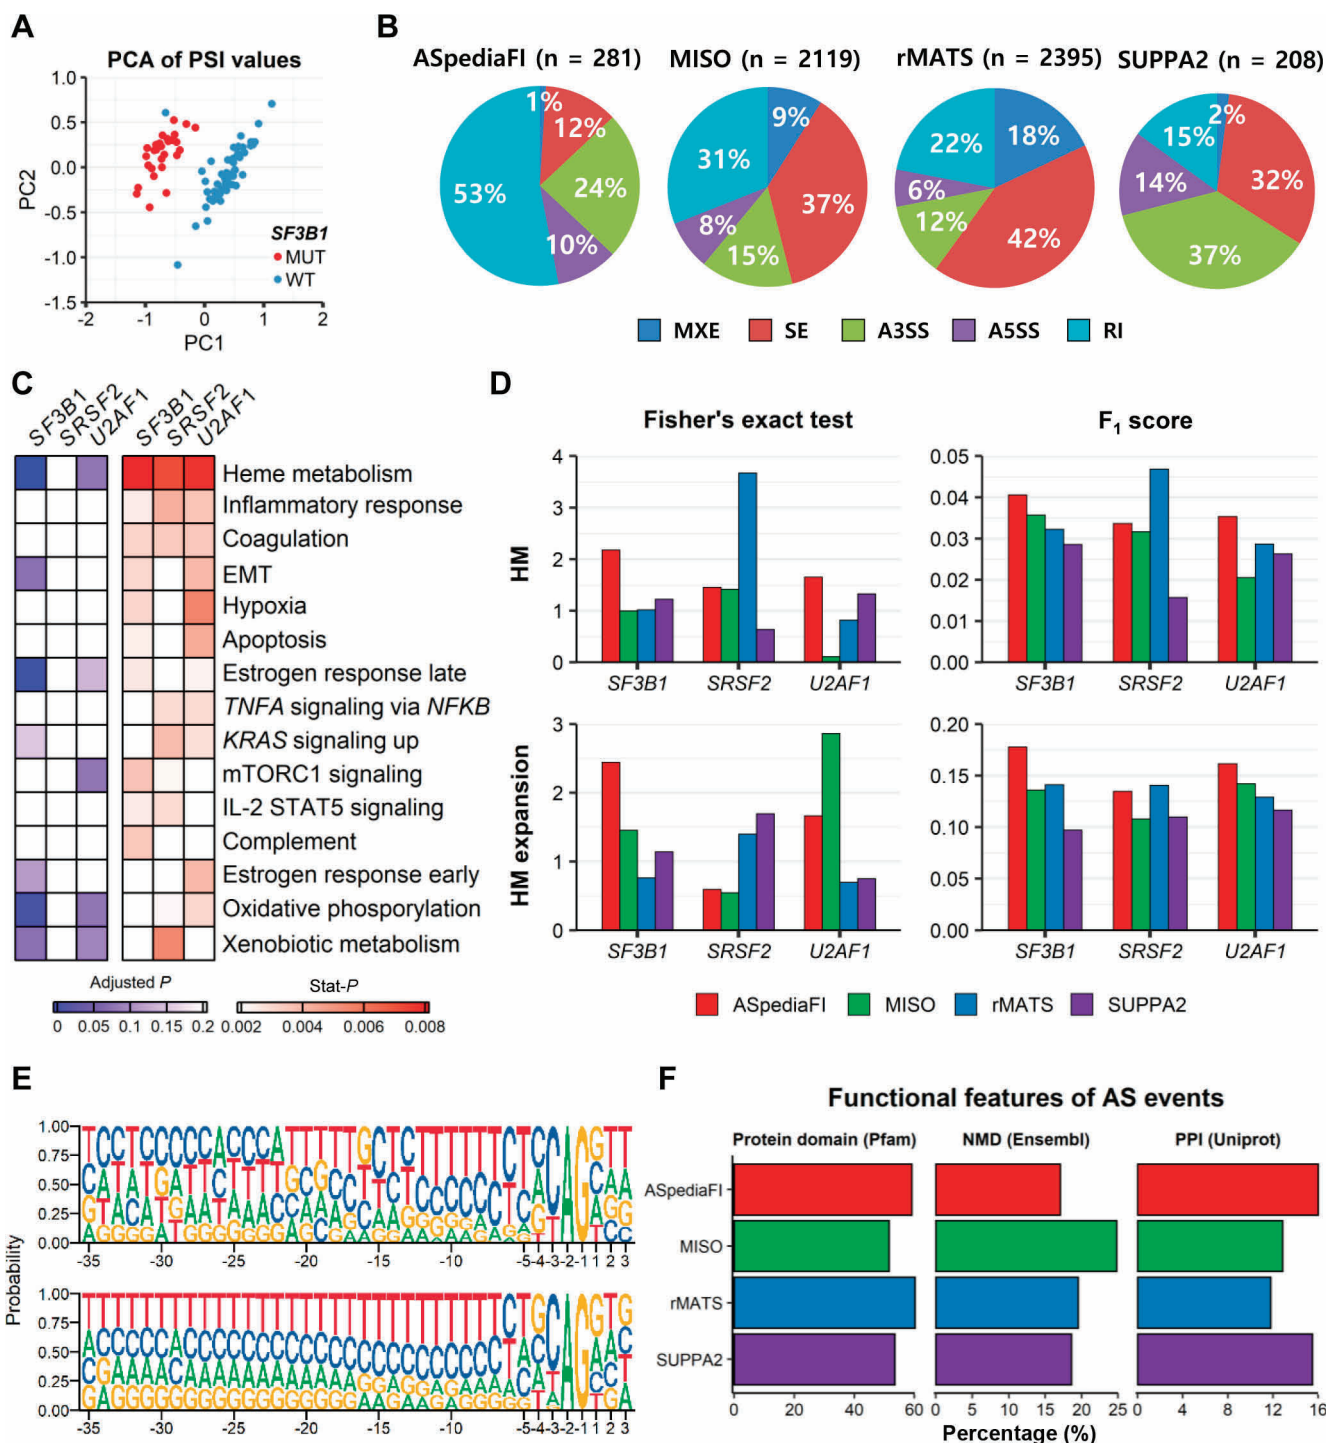 A
PCA of PSI values
1.0
0.5
0.0
-0.5
-1.0
-1.5
PC2
-2 -1 0 1 2
PC1
SF3B1
MUT
WT
B
ASpediaFI (n = 281) MISO (n = 2119) rMATS (n = 2395) SUPPA2 (n = 208)
1% 12% 24% 10% 53%
9% 37% 15% 8% 31%
18% 42% 12% 6% 22%
2% 32% 37% 14% 15%
MXE SE A3SS A5SS RI
C
SF3B1 SRSF2 U2AF1 SF3B1 SRSF2 U2AF1
Heme metabolism
Inflammatory response
Coagulation
EMT
Hypoxia
Apoptosis
Estrogen response late
TNFA signaling via NFKB
KRAS signaling up
mTORC1 signaling
IL-2 STAT5 signaling
Complement
Estrogen response early
Oxidative phosporylation
Xenobiotic metabolism
Adjusted P
0 0.05 0.1 0.15 0.2
Stat-P
0.002 0.004 0.006 0.008
D
Fisher's exact test F1 score
HM
4
3
2
1
0
SF3B1 SRSF2 U2AF1
0.05
0.04
0.03
0.02
0.01
0.00
SF3B1 SRSF2 U2AF1
HM expansion
3
2
1
0
SF3B1 SRSF2 U2AF1
0.20
0.15
0.10
0.05
0.00
SF3B1 SRSF2 U2AF1
ASpediaFI MISO rMATS SUPPA2
E
Probability
1.00
0.75
0.50
0.25
0.00
-35 -30 -25 -20 -15 -10 -5 -4 -3 -2 -1 1 2 3
1.00
0.75
0.50
0.25
0.00
-35 -30 -25 -20 -15 -10 -5 -4 -3 -2 -1 1 2 3
F
Functional features of AS events
Protein domain (Pfam) NMD (Ensembl) PPI (Uniprot)
ASpediaFI
MISO
rMATS
SUPPA2
0 20 40 60 0 5 10 15 20 25 0 4 8 12 16
Percentage (%)